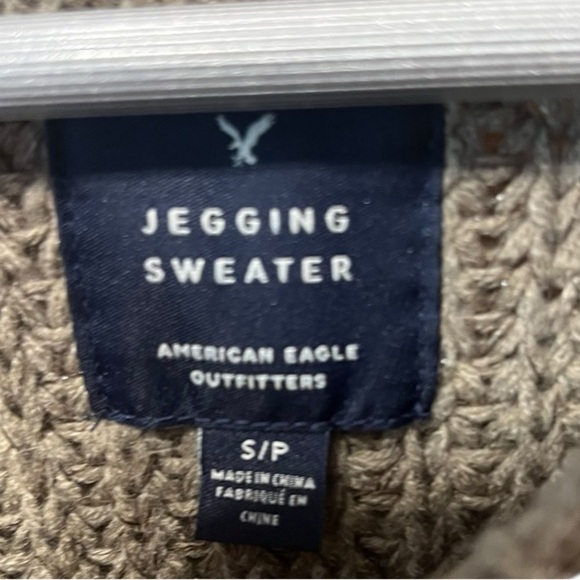 JEGGING
SWEATER
AMERICAN EAGLE
OUTFITTERS
S/P
MADE IN CHINA
FABRIQUÉ EN
CHINE